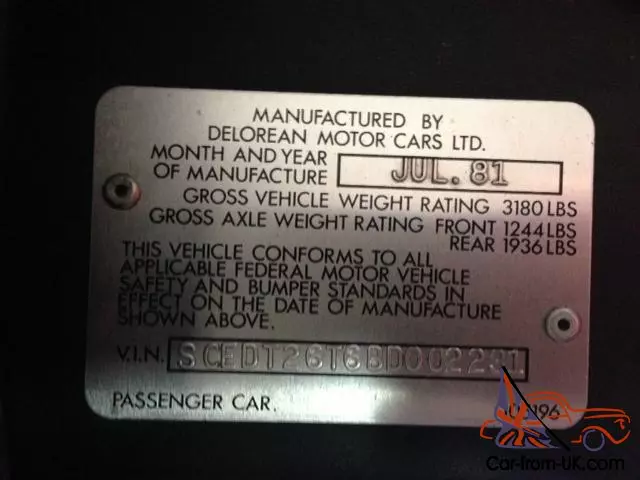 MANUFACTURED BY
DELOREAN MOTOR CARS LTD.
MONTH AND YEAR
OF MANUFACTURE JUL. 81
GROSS VEHICLE WEIGHT RATING 3180 LBS
GROSS AXLE WEIGHT RATING FRONT 1244 LBS
REAR 1936 LBS
THIS VEHICLE CONFORMS TO ALL
APPLICABLE FEDERAL MOTOR VEHICLE
SAFETY AND BUMPER STANDARDS IN
EFFECT ON THE DATE OF MANUFACTURE
SHOWN ABOVE.
V.I.N. SCEDT26T6BD002231
PASSENGER CAR.
Car-from-UK.com